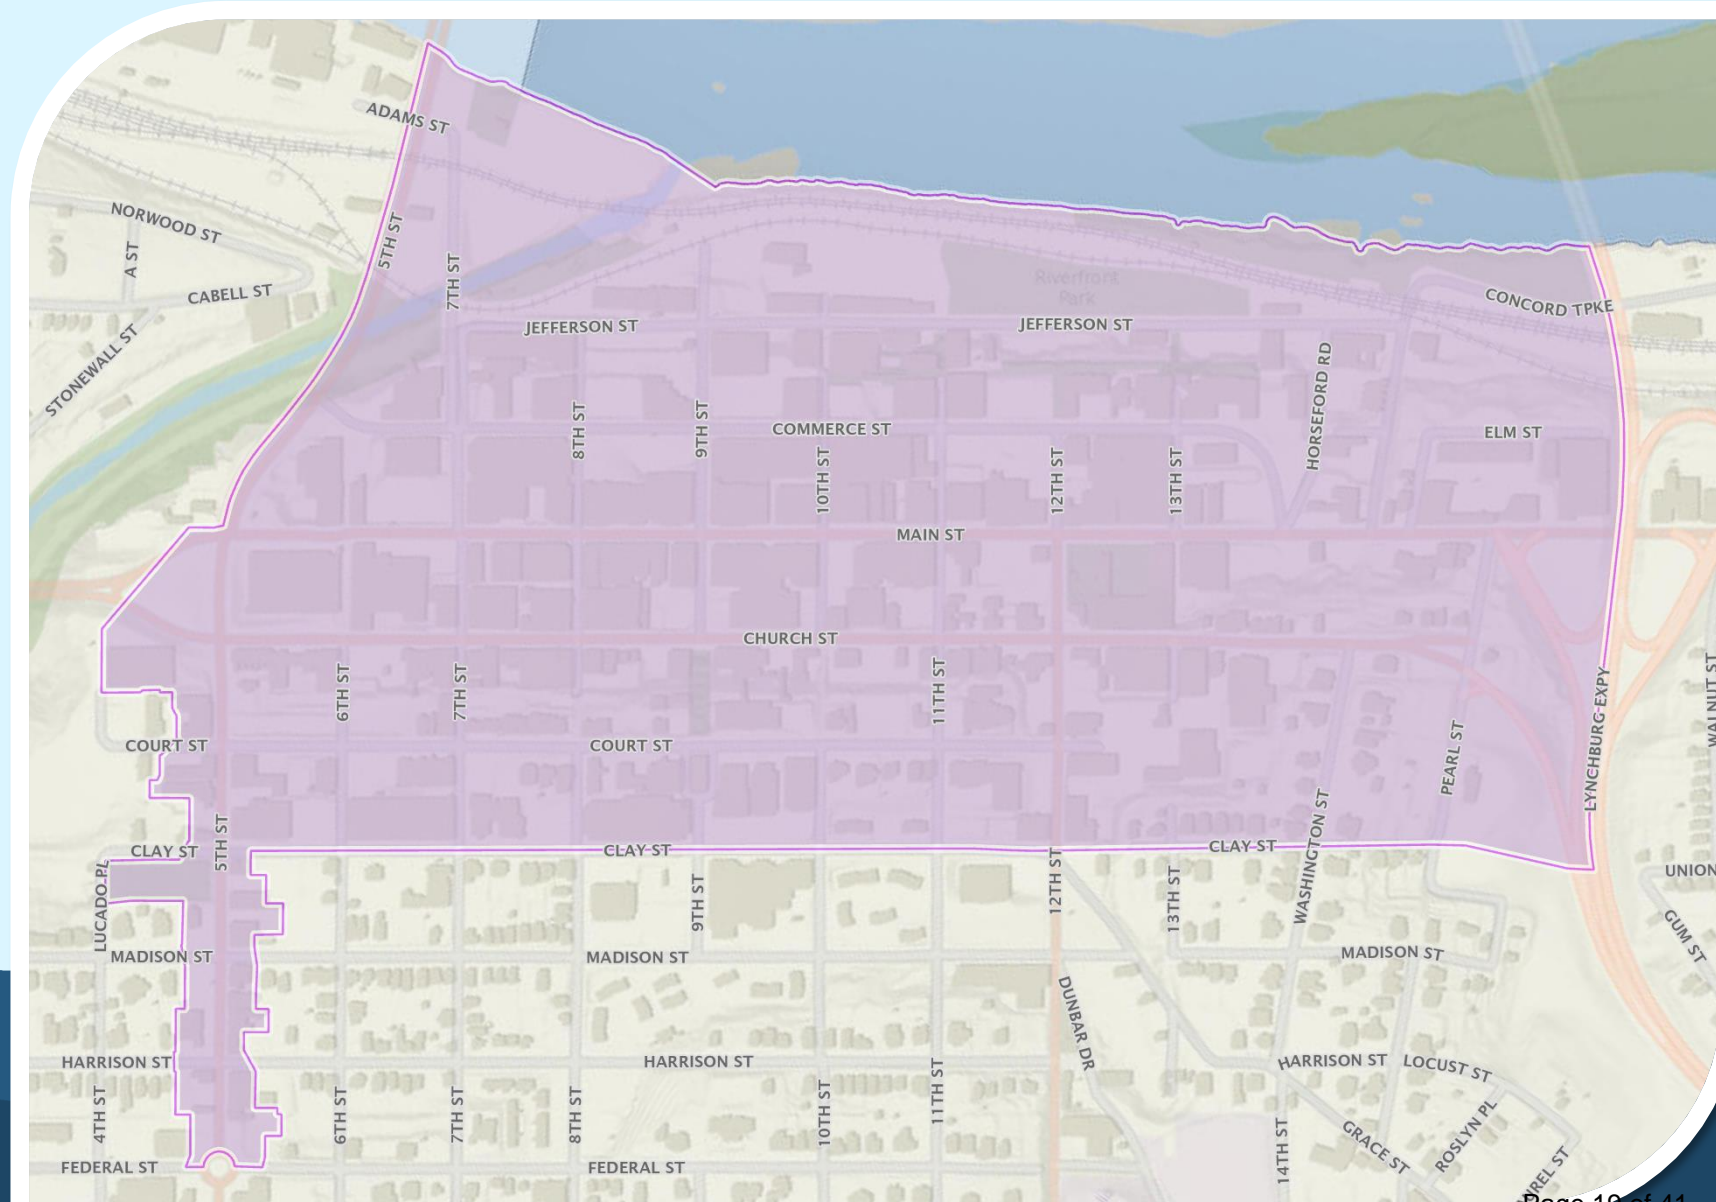 ADAMS ST
NORWOOD ST
A ST
5TH ST
7TH ST
CABELL ST
Riverfront
Park
CONCORD TPKE
JEFFERSON ST
JEFFERSON ST
STONEWALL ST
HORSEFORD RD
8TH ST
9TH ST
COMMERCE ST
ELM ST
10TH ST
12TH ST
13TH ST
MAIN ST
CHURCH ST
6TH ST
7TH ST
11TH ST
WALNUT ST
LYNCHBURG EXPY
PEARL ST
COURT ST
COURT ST
5TH ST
WASHINGTON ST
CLAY ST
CLAY ST
CLAY ST
LUCADO PL
9TH ST
12TH ST
13TH ST
UNION
GUM ST
MADISON ST
MADISON ST
MADISON ST
DUNBAR DR
HARRISON ST
HARRISON ST
HARRISON ST
LOCUST ST
4TH ST
6TH ST
7TH ST
8TH ST
10TH ST
11TH ST
14TH ST
GRACE ST
ROSLYN PL
FEDERAL ST
FEDERAL ST